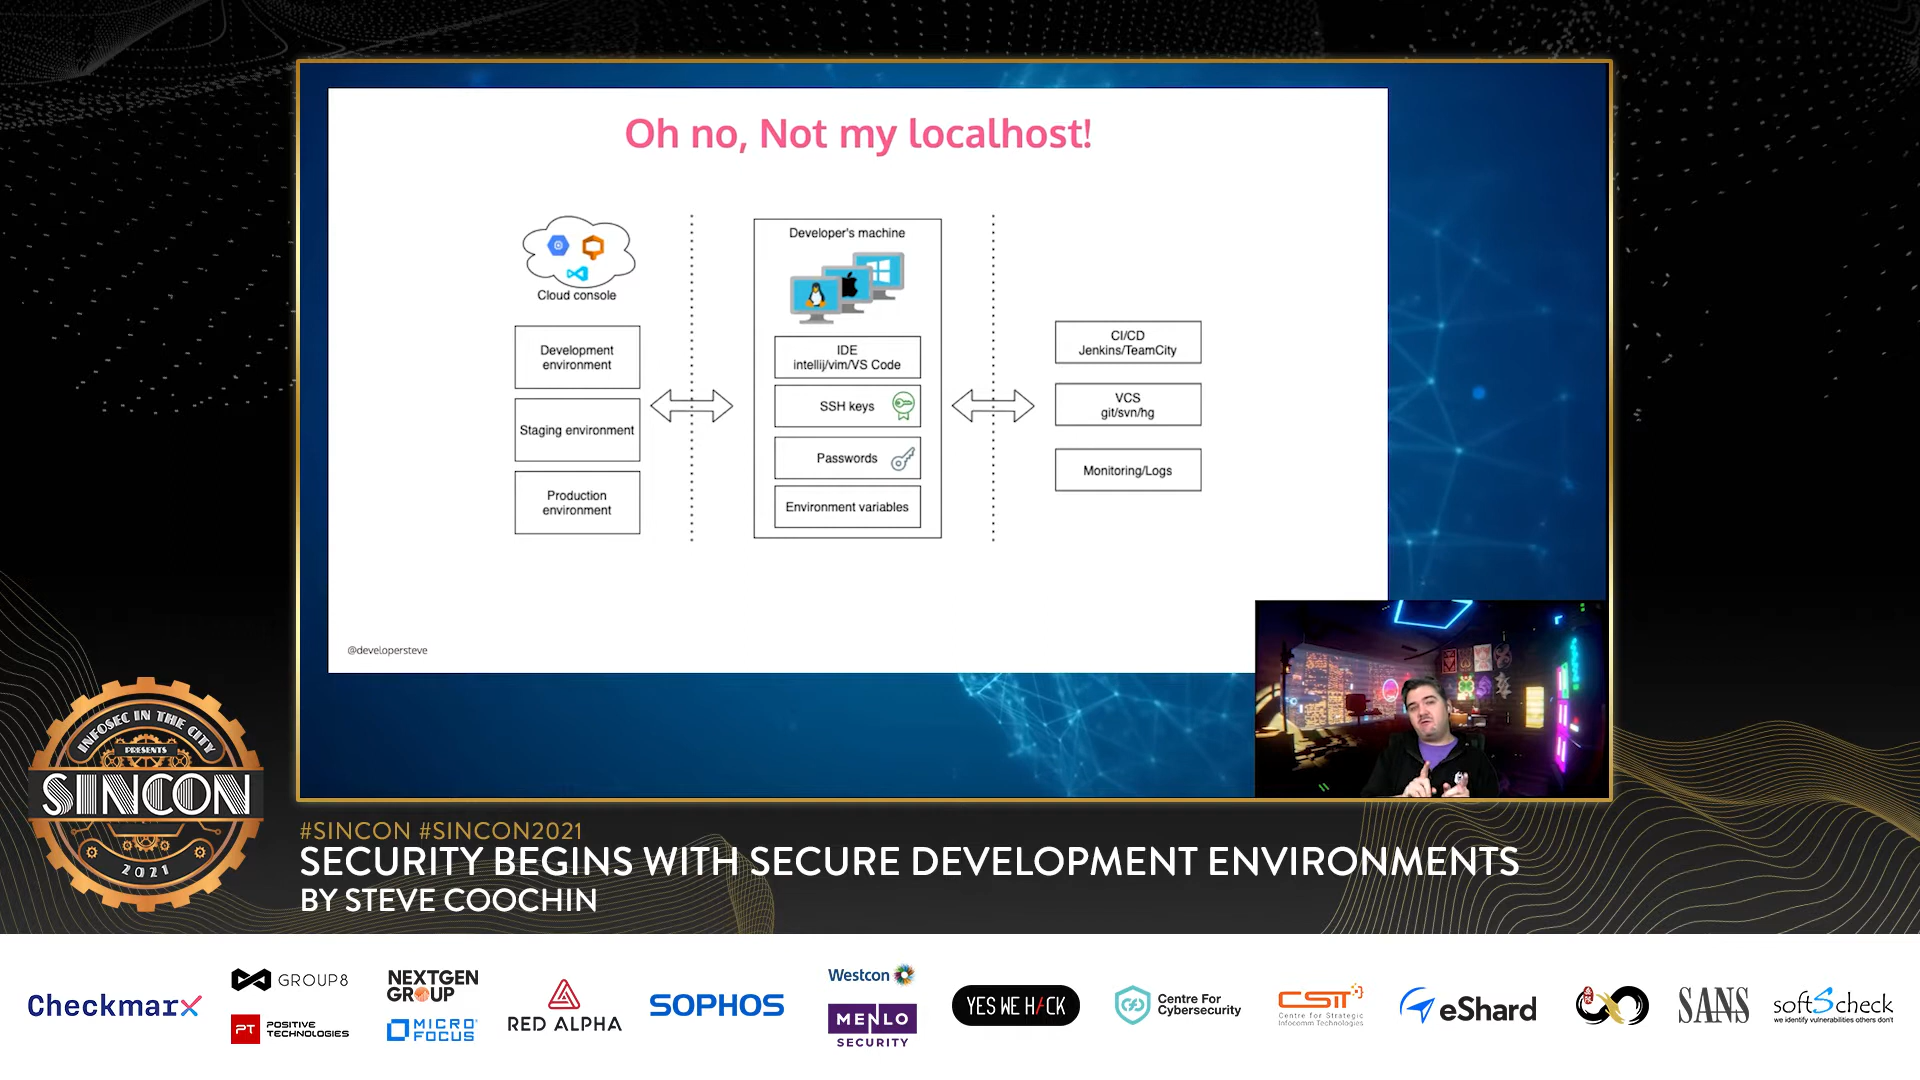 Oh no, Not my localhost!
Cloud console
Development
environment
Staging environment
Production
environment
Developer's machine
IDE
intellij/vim/VS Code
SSH keys
Passwords
Environment variables
CI/CD
Jenkins/TeamCity
VCS
git/svn/hg
Monitoring/Logs
@developersteve
INFOSEC IN THE CITY
PRESENTS
SINCON
2021
#SINCON #SINCON2021
SECURITY BEGINS WITH SECURE DEVELOPMENT ENVIRONMENTS
BY STEVE COOCHIN
Checkmarx
GROUP8
PT POSITIVE
TECHNOLOGIES
NEXTGEN
GROUP
MICRO
FOCUS
RED ALPHA
SOPHOS
Westcon
MENLO
SECURITY
YES WE H/CK
Centre For
Cybersecurity
CSIT
Centre for Strategic
Infocomm Technologies
eShard
SANS
softScheck
we identify vulnerabilities others don't